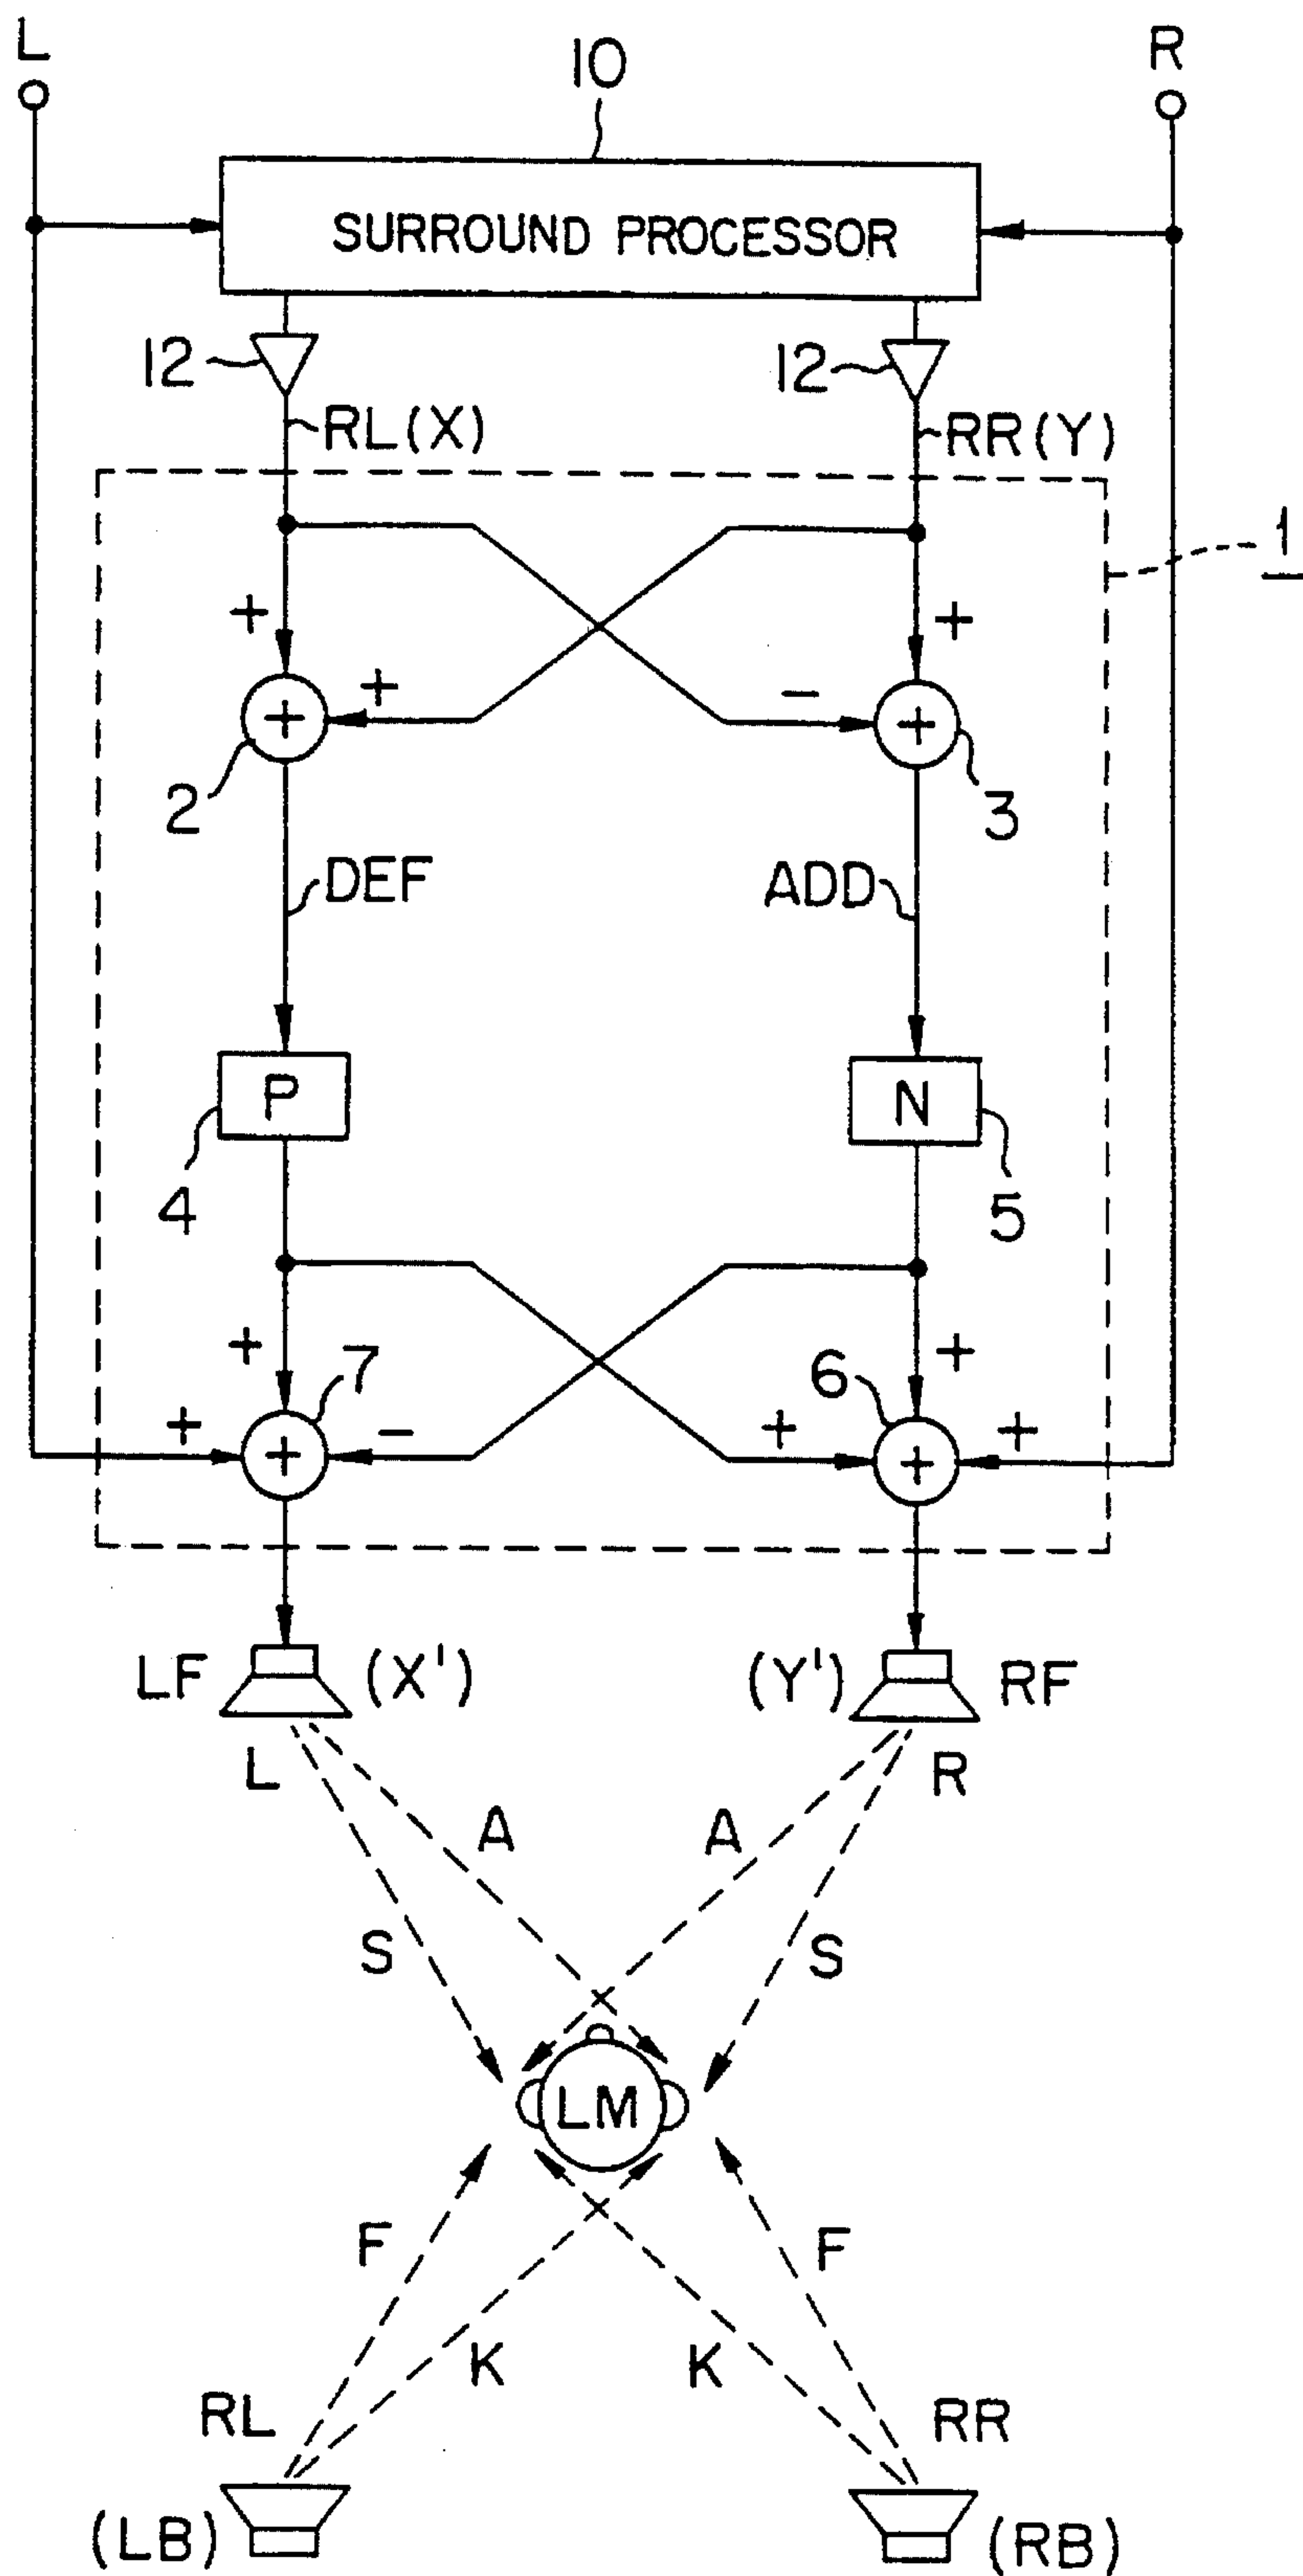 L
10
R
SURROUND PROCESSOR
12
12
RL(X)
RR(Y)
1
+
+
+
-
+
+
2
3
DEF
ADD
P
N
4
5
+
7
6
+
+
-
+
+
+
+
LF
(X')
(Y')
RF
L
R
A
A
S
S
LM
F
F
K
K
RL
RR
(LB)
(RB)